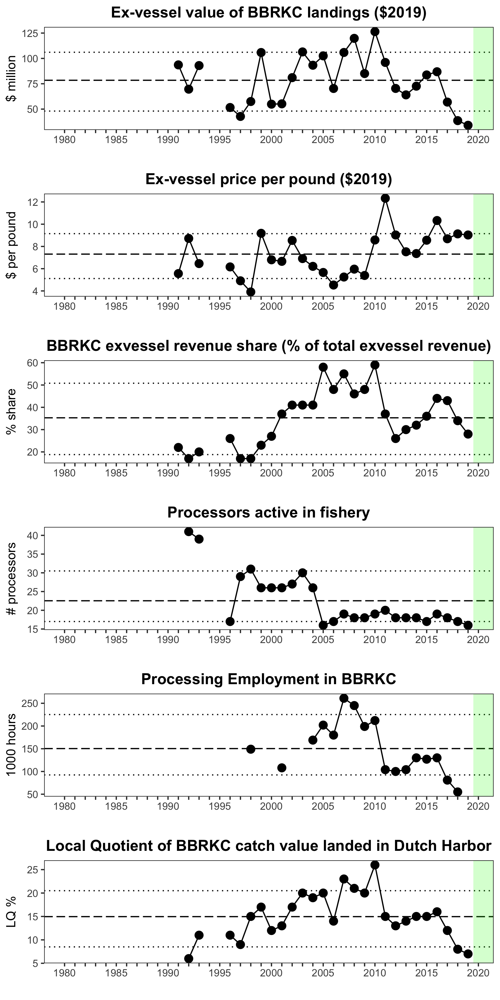 Ex-vessel value of BBRKC landings ($2019)
$ million
125
100
75
50
1980 1985 1990 1995 2000 2005 2010 2015 2020
Ex-vessel price per pound ($2019)
$ per pound
12
10
8
6
4
1980 1985 1990 1995 2000 2005 2010 2015 2020
BBRKC exvessel revenue share (% of total exvessel revenue)
% share
60
50
40
30
20
1980 1985 1990 1995 2000 2005 2010 2015 2020
Processors active in fishery
# processors
40
35
30
25
20
15
1980 1985 1990 1995 2000 2005 2010 2015 2020
Processing Employment in BBRKC
1000 hours
250
200
150
100
50
1980 1985 1990 1995 2000 2005 2010 2015 2020
Local Quotient of BBRKC catch value landed in Dutch Harbor
LQ %
25
20
15
10
5
1980 1985 1990 1995 2000 2005 2010 2015 2020